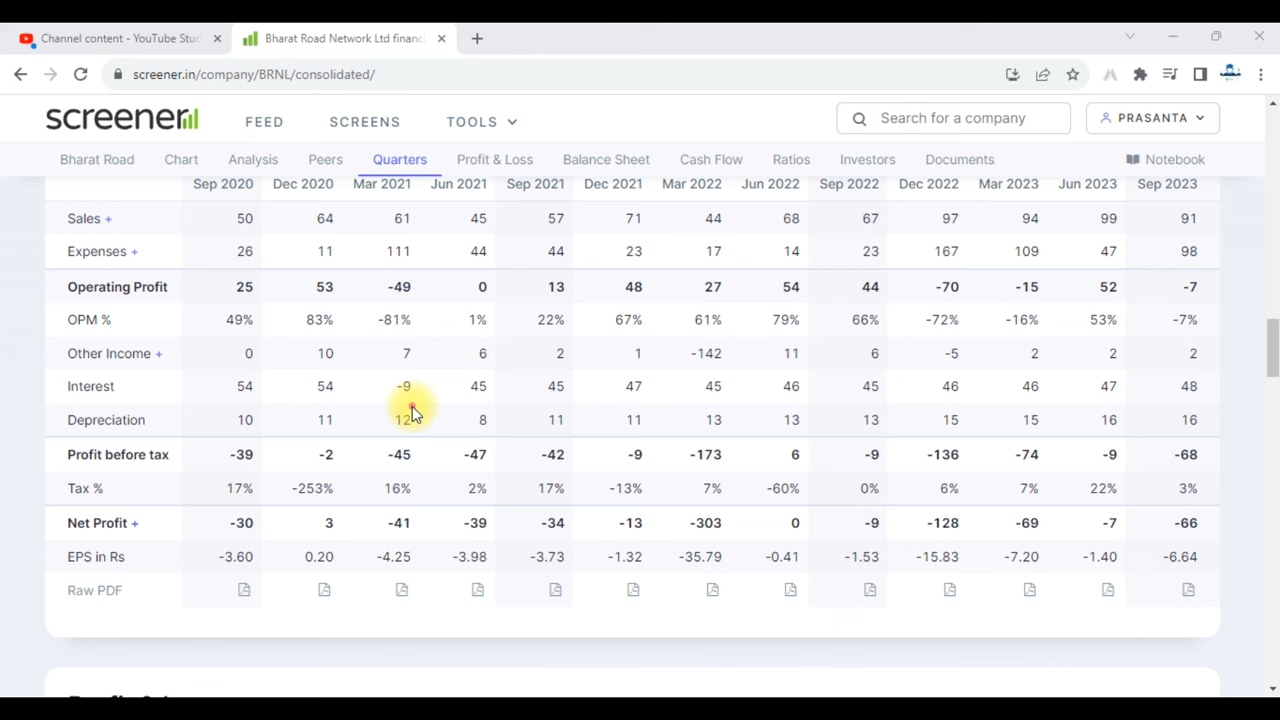 Channel content - YouTube Stud
Bharat Road Network Ltd financi
screener.in/company/BRNL/consolidated/
screener FEED SCREENS TOOLS Search for a company PRASANTA
Bharat Road Chart Analysis Peers Quarters Profit & Loss Balance Sheet Cash Flow Ratios Investors Documents Notebook
Sep 2020 Dec 2020 Mar 2021 Jun 2021 Sep 2021 Dec 2021 Mar 2022 Jun 2022 Sep 2022 Dec 2022 Mar 2023 Jun 2023 Sep 2023
Sales + 50 64 61 45 57 71 44 68 67 97 94 99 91
Expenses + 26 11 111 44 44 23 17 14 23 167 109 47 98
Operating Profit 25 53 -49 0 13 48 27 54 44 -70 -15 52 -7
OPM % 49% 83% -81% 1% 22% 67% 61% 79% 66% -72% -16% 53% -7%
Other Income + 0 10 7 6 2 1 -142 11 6 -5 2 2 2
Interest 54 54 -9 45 45 47 45 46 45 46 46 47 48
Depreciation 10 11 12 8 11 11 13 13 13 15 15 16 16
Profit before tax -39 -2 -45 -47 -42 -9 -173 6 -9 -136 -74 -9 -68
Tax % 17% -253% 16% 2% 17% -13% 7% -60% 0% 6% 7% 22% 3%
Net Profit + -30 3 -41 -39 -34 -13 -303 0 -9 -128 -69 -7 -66
EPS in Rs -3.60 0.20 -4.25 -3.98 -3.73 -1.32 -35.79 -0.41 -1.53 -15.83 -7.20 -1.40 -6.64
Raw PDF